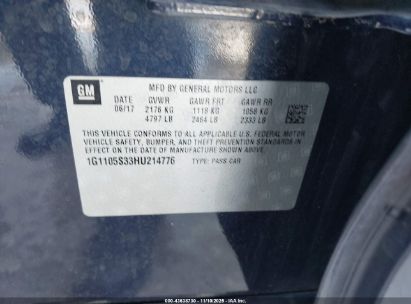 GM
MFD BY GENERAL MOTORS LLC
DATE GVWR GAWR FRT GAWR RR
06/17 2176 KG 1118 KG 1058 KG
4797 LB 2464 LB 2333 LB
THIS VEHICLE CONFORMS TO ALL APPLICABLE U.S. FEDERAL MOTOR
VEHICLE SAFETY, BUMPER, AND THEFT PREVENTION STANDARDS IN
EFFECT ON THE DATE OF MANUFACTURE SHOWN ABOVE.
1G1105S33HU214776 TYPE: PASS CAR